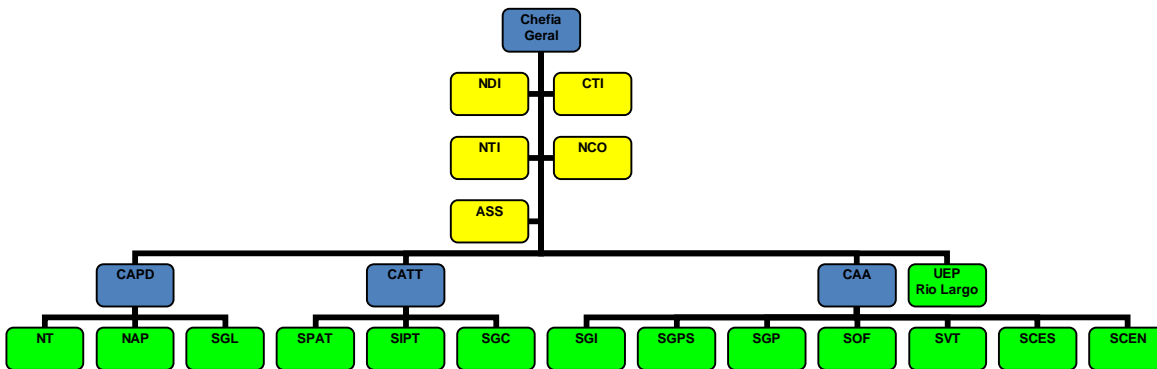 Chefia
Geral
NDI
CTI
NTI
NCO
ASS
CAPD
CATT
CAA
UEP
Rio Largo
NT
NAP
SGL
SPAT
SIPT
SGC
SGI
SGPS
SGP
SOF
SVT
SCES
SCEN